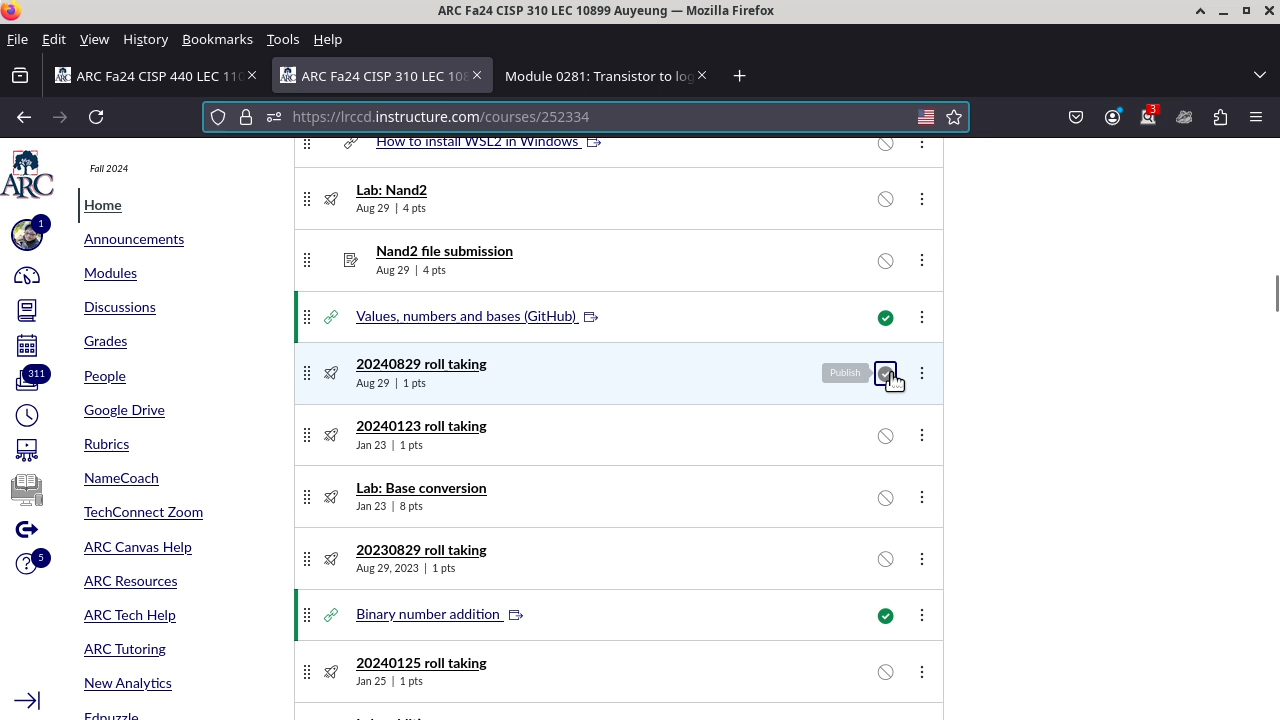 ARC Fa24 CISP 310 LEC 10899 Auyeung — Mozilla Firefox
File Edit View History Bookmarks Tools Help
ARC Fa24 CISP 440 LEC 110
ARC Fa24 CISP 310 LEC 108
Module 0281: Transistor to log
https://lrccd.instructure.com/courses/252334
3
ARC
1
311
5
Fall 2024
Home
Announcements
Modules
Discussions
Grades
People
Google Drive
Rubrics
NameCoach
TechConnect Zoom
ARC Canvas Help
ARC Resources
ARC Tech Help
ARC Tutoring
New Analytics
Edpuzzle
How to install WSL2 in Windows
Lab: Nand2
Aug 29 | 4 pts
Nand2 file submission
Aug 29 | 4 pts
Values, numbers and bases (GitHub)
20240829 roll taking
Aug 29 | 1 pts
Publish
20240123 roll taking
Jan 23 | 1 pts
Lab: Base conversion
Jan 23 | 8 pts
20230829 roll taking
Aug 29, 2023 | 1 pts
Binary number addition
20240125 roll taking
Jan 25 | 1 pts